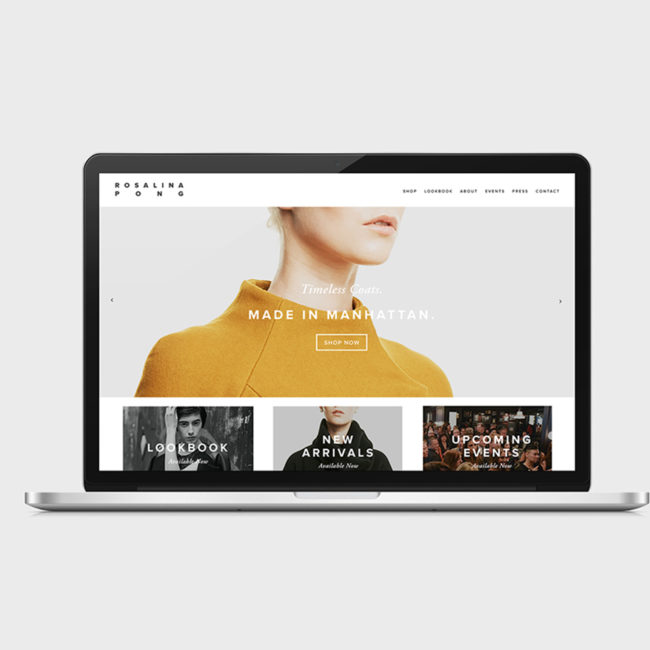 ROSALINA
PONG
SHOP LOOKBOOK ABOUT EVENTS PRESS CONTACT
Timeless Coats.
MADE IN MANHATTAN.
SHOP NOW
LOOKBOOK
Available Now
NEW
ARRIVALS
Available Now
UPCOMING
EVENTS
Available Now